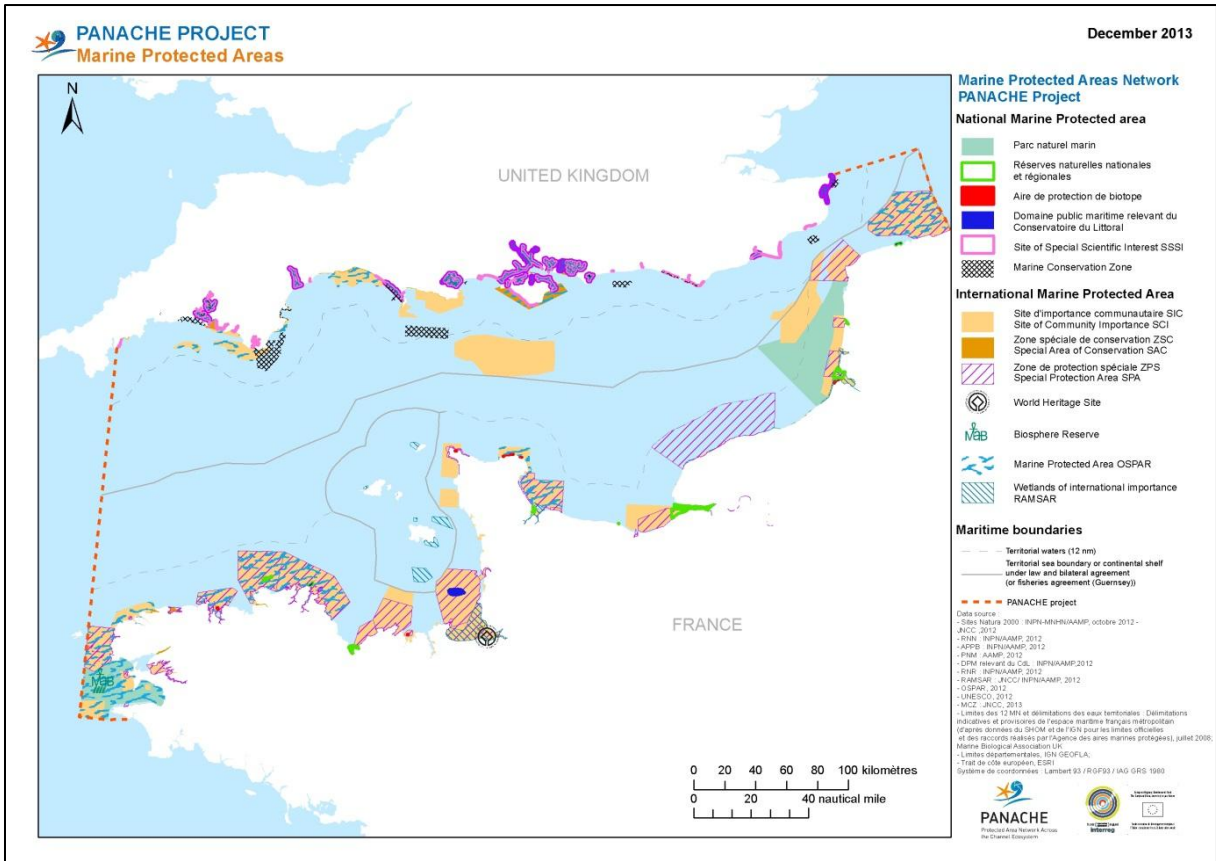 PANACHE PROJECT
Marine Protected Areas
December 2013
N
UNITED KINGDOM
FRANCE
MaB
0 20 40 60 80 100 kilomètres
0 20 40 nautical mile
Marine Protected Areas Network
PANACHE Project
National Marine Protected area
Parc naturel marin
Réserves naturelles nationales
et régionales
Aire de protection de biotope
Domaine public maritime relevant du
Conservatoire du Littoral
Site of Special Scientific Interest SSSI
Marine Conservation Zone
International Marine Protected Area
Site d'importance communautaire SIC
Site of Community Importance SCI
Zone spéciale de conservation ZSC
Special Area of Conservation SAC
Zone de protection spéciale ZPS
Special Protection Area SPA
World Heritage Site
MaB
Biosphere Reserve
Marine Protected Area OSPAR
Wetlands of international importance
RAMSAR
Maritime boundaries
Territorial waters (12 nm)
Territorial sea boundary or continental shelf
under law and bilateral agreement
(or fisheries agreement (Guernsey))
PANACHE project
Data source :
- Sites Natura 2000 : INPN-MNHN/AAMP, octobre 2012 -
JNCC ,2012
- RNN : INPN/AAMP, 2012
- APPB : INPN/AAMP, 2012
- PNM : AAMP, 2012
- DPM relevant du CdL : INPN/AAMP,2012
- RNR : INPN/AAMP, 2012
- RAMSAR : JNCC/ INPN/AAMP, 2012
- OSPAR, 2012
- UNESCO, 2012
- MCZ : JNCC, 2013
- Limites des 12 MN et délimitations des eaux territoriales : Délimitations
indicatives et provisoires de l'espace maritime français métropolitain
(d'après données du SHOM et de l'IGN pour les limites officielles
et des raccords réalisés par l'Agence des aires marines protégées), juillet 2008;
Marine Biological Association UK
- Limites départementales, IGN GEOFLA;
- Trait de côte européen, ESRI
Système de coordonnées : Lambert 93 / RGF93 / IAG GRS 1980
PANACHE
Protected Area Network Across
the Channel Ecosystem
Interreg